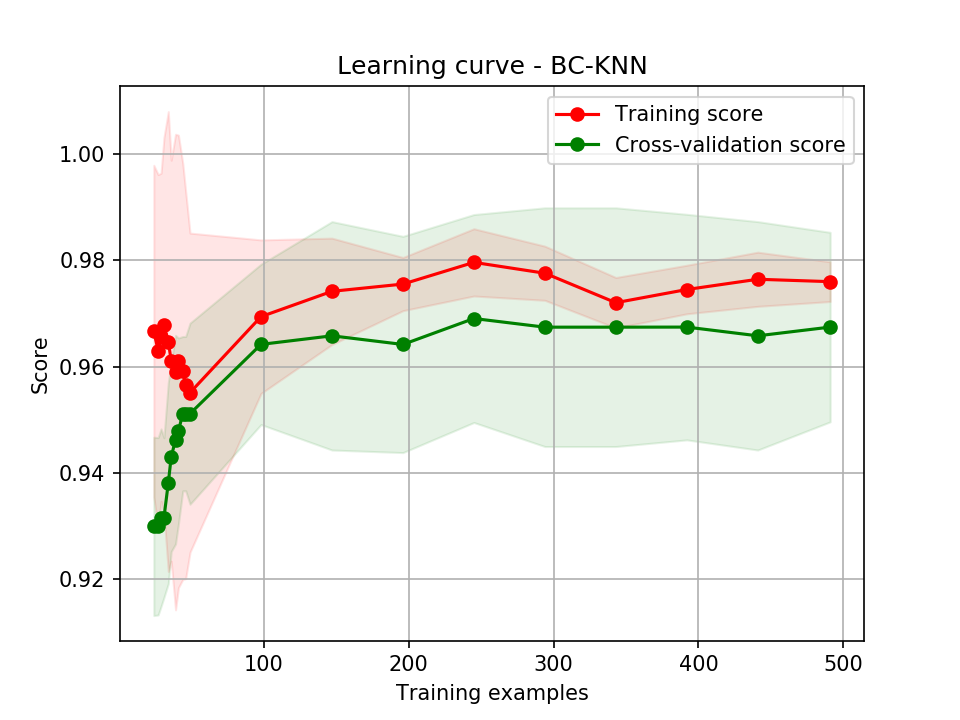 Learning curve - BC-KNN
Training score
Cross-validation score
1.00
0.98
0.96
0.94
0.92
Score
100 200 300 400 500
Training examples